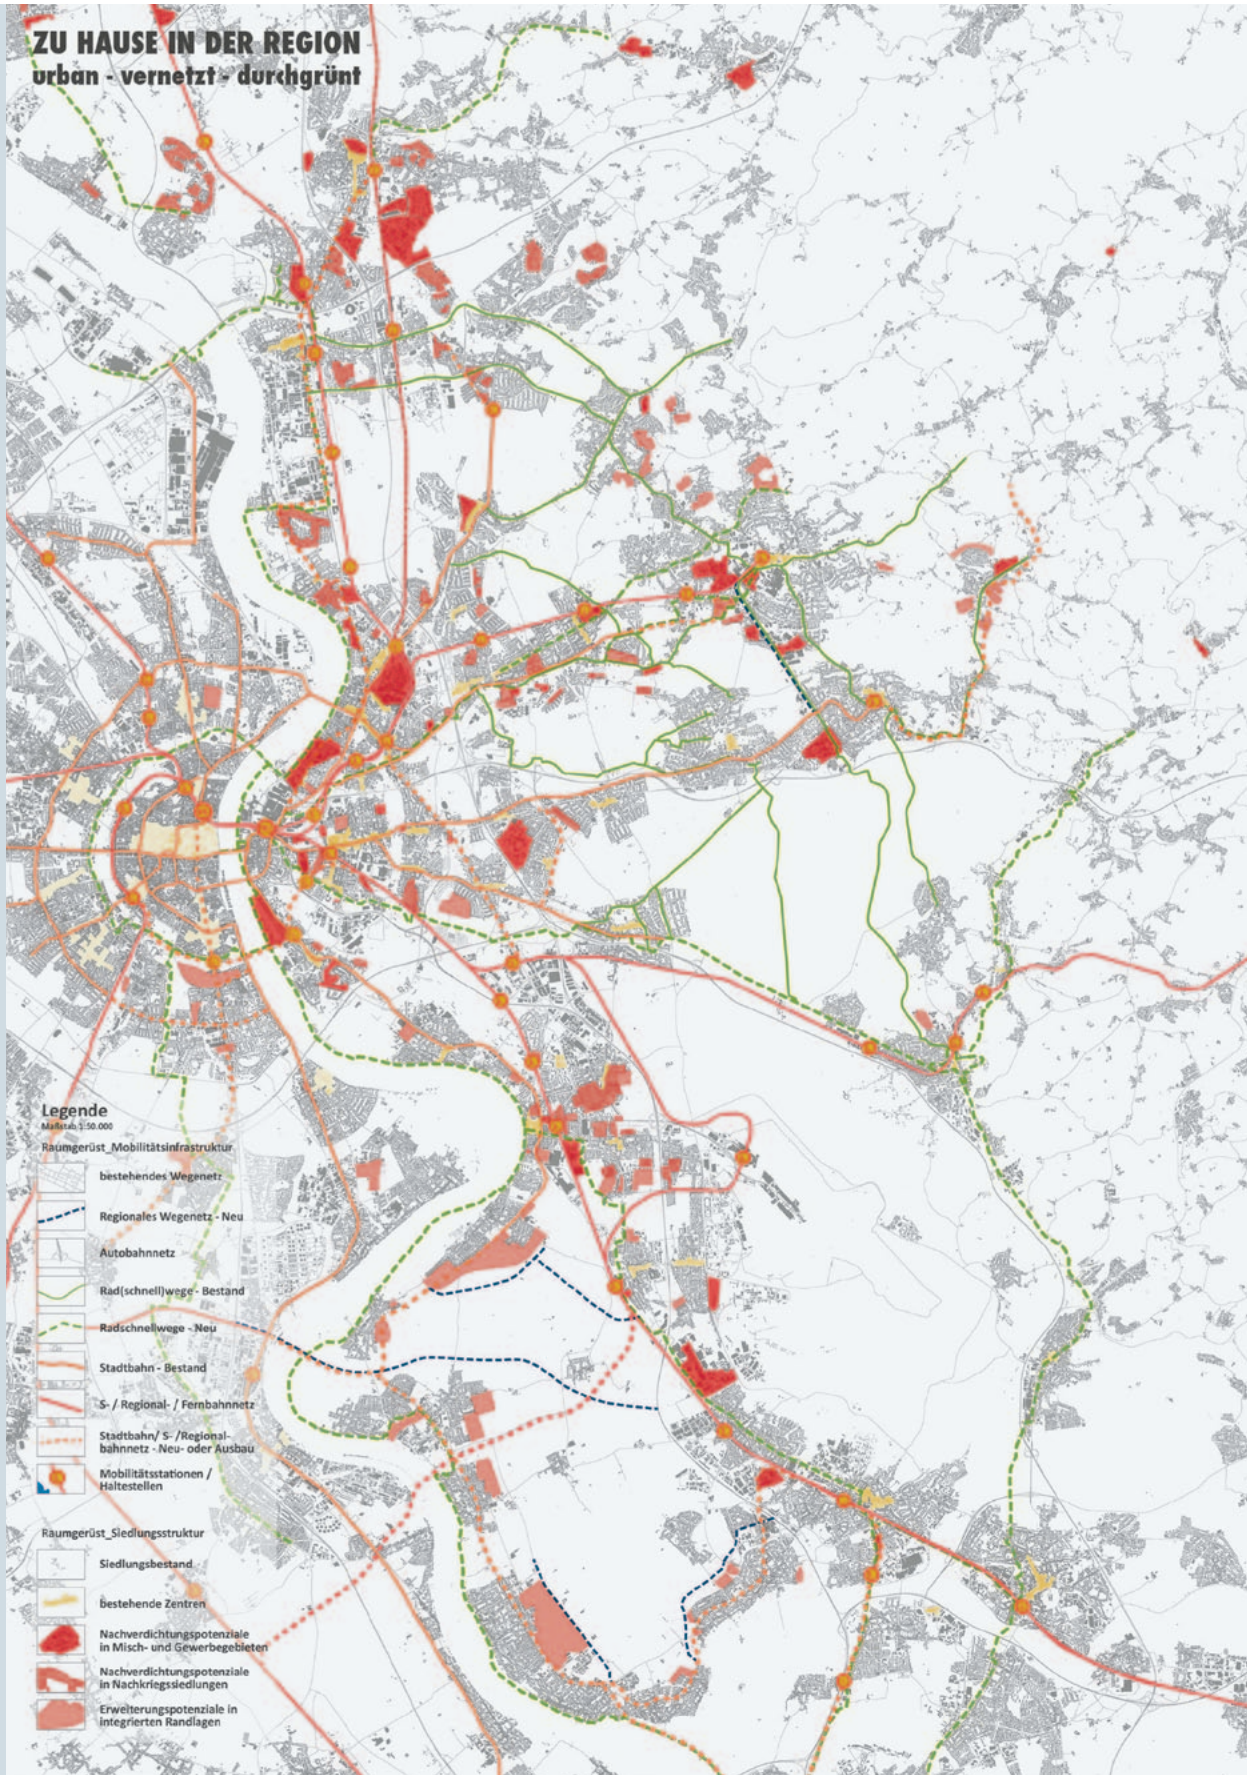 ZU HAUSE IN DER REGION
urban - vernetzt - durchgrünt
Legende
Maßstab 1:50.000
Raumgerüst_Mobilitätsinfrastruktur
bestehendes Wegenetz
Regionales Wegenetz - Neu
Autobahnnetz
Rad(schnell)wege - Bestand
Radschnellwege - Neu
Stadtbahn - Bestand
S- / Regional- / Fernbahnnetz
Stadtbahn/ S- /Regional-
bahnnetz - Neu- oder Ausbau
Mobilitätsstationen /
Haltestellen
Raumgerüst_Siedlungsstruktur
Siedlungsbestand
bestehende Zentren
Nachverdichtungspotenziale
in Misch- und Gewerbegebieten
Nachverdichtungspotenziale
in Nachkriegssiedlungen
Erweiterungspotenziale in
integrierten Randlagen